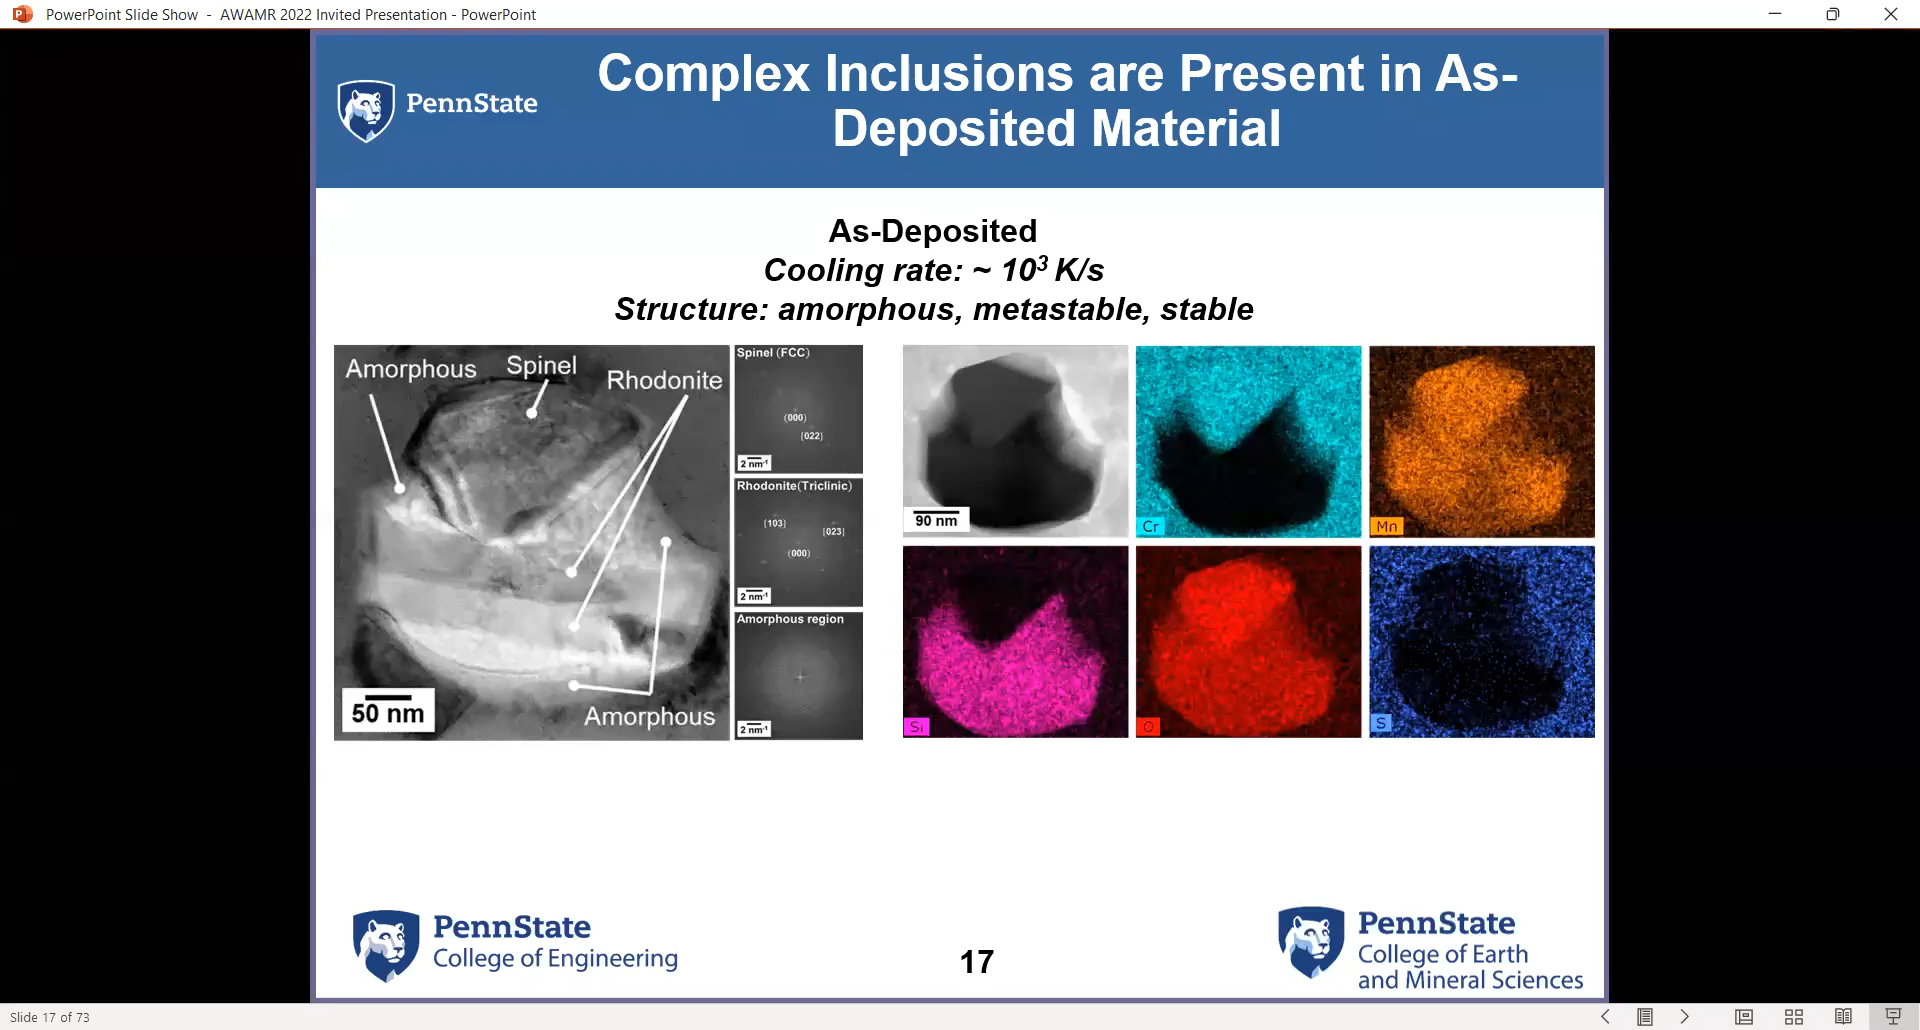 PowerPoint Slide Show - AWAMR 2022 Invited Presentation - PowerPoint
PennState
Complex Inclusions are Present in As-
Deposited Material
As-Deposited
Cooling rate: ~ 10³ K/s
Structure: amorphous, metastable, stable
Amorphous
Spinel
Rhodonite
Amorphous
50 nm
Spinel (FCC)
(000)
(022)
2 nm⁻¹
Rhodonite(Triclinic)
(103)
(023)
(000)
2 nm⁻¹
Amorphous region
2 nm⁻¹
90 nm
Cr
Mn
Si
O
S
PennState
College of Engineering
17
PennState
College of Earth
and Mineral Sciences
Slide 17 of 73